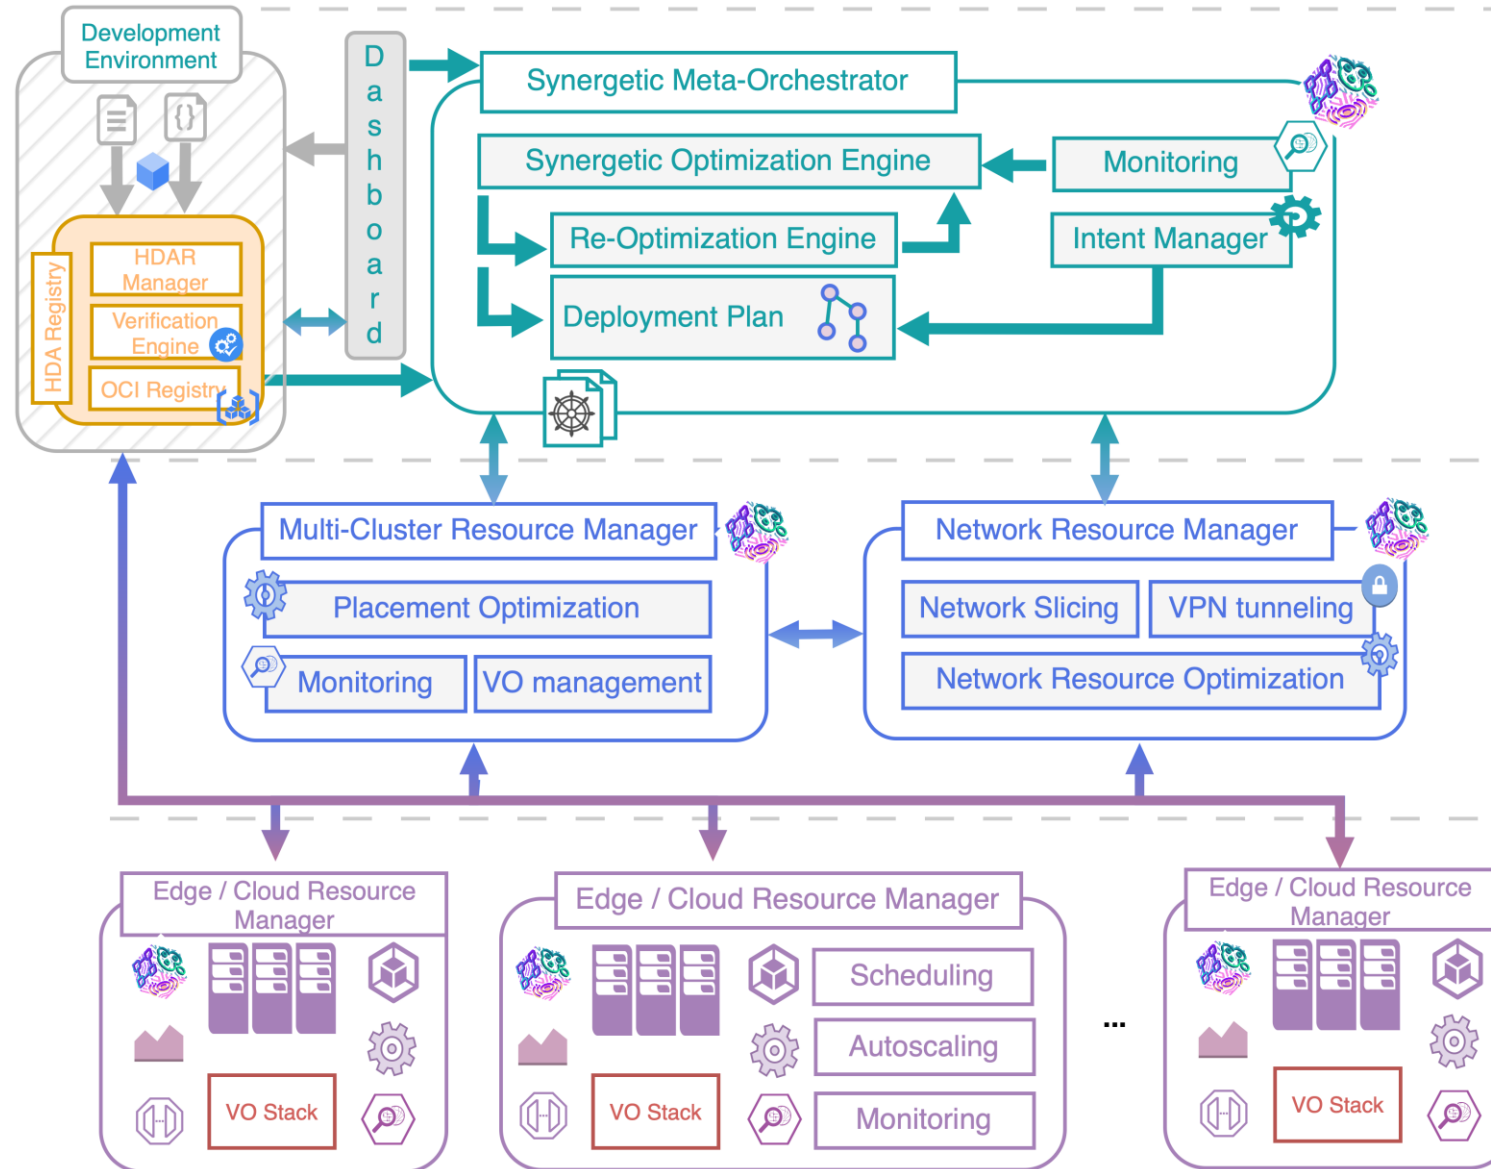 Development
Environment
{}
HDA Registry
HDAR
Manager
Verification
Engine
OCI Registry
Dashboard
Synergetic Meta-Orchestrator
Synergetic Optimization Engine
Monitoring
Re-Optimization Engine
Intent Manager
Deployment Plan
Multi-Cluster Resource Manager
Placement Optimization
Monitoring
VO management
Network Resource Manager
Network Slicing
VPN tunneling
Network Resource Optimization
Edge / Cloud Resource
Manager
VO Stack
Edge / Cloud Resource Manager
Scheduling
Autoscaling
Monitoring
VO Stack
...
Edge / Cloud Resource
Manager
VO Stack